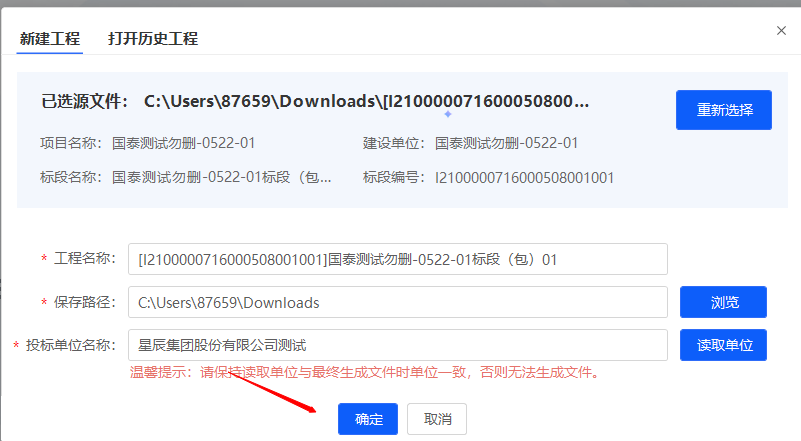 新建工程 打开历史工程
已选源文件： C:\Users\87659\Downloads\[I210000071600050800...
重新选择
项目名称： 国泰测试勿删-0522-01 建设单位： 国泰测试勿删-0522-01
标段名称： 国泰测试勿删-0522-01标段（包... 标段编号： I2100000716000508001001
* 工程名称： [I2100000716000508001001]国泰测试勿删-0522-01标段（包）01
* 保存路径： C:\Users\87659\Downloads 浏览
* 投标单位名称： 星辰集团股份有限公司测试 读取单位
温馨提示：请保持读取单位与最终生成文件时单位一致，否则无法生成文件。
确定 取消